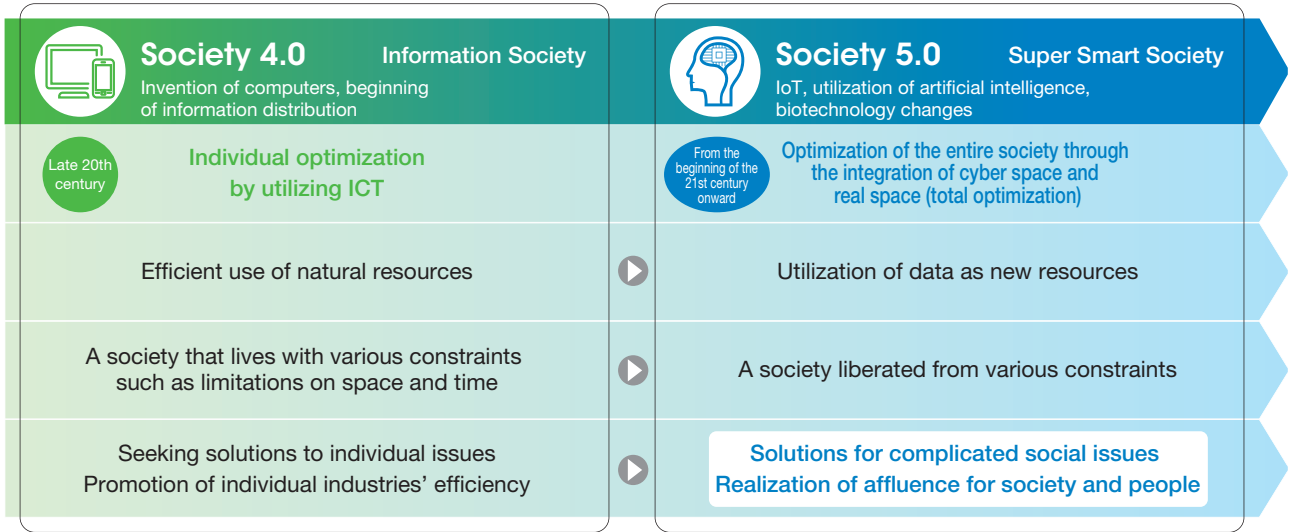 Society 4.0
Information Society
Invention of computers, beginning
of information distribution
Society 5.0
Super Smart Society
IoT, utilization of artificial intelligence,
biotechnology changes
Late 20th
century
Individual optimization
by utilizing ICT
From the
beginning of the
21st century
onward
Optimization of the entire society through
the integration of cyber space and
real space (total optimization)
Efficient use of natural resources
Utilization of data as new resources
A society that lives with various constraints
such as limitations on space and time
A society liberated from various constraints
Seeking solutions to individual issues
Promotion of individual industries’ efficiency
Solutions for complicated social issues
Realization of affluence for society and people